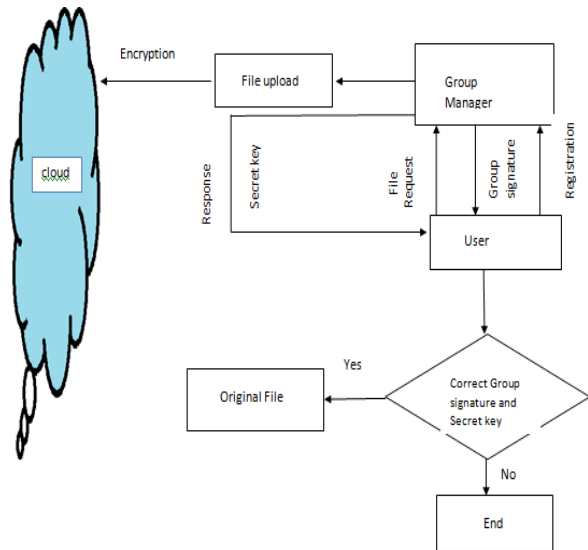 Encryption
File upload
Group
Manager
cloud
Response
Secret key
File
Request
Group
signature
Registration
User
Yes
Original File
Correct Group
signature and
Secret key
No
End